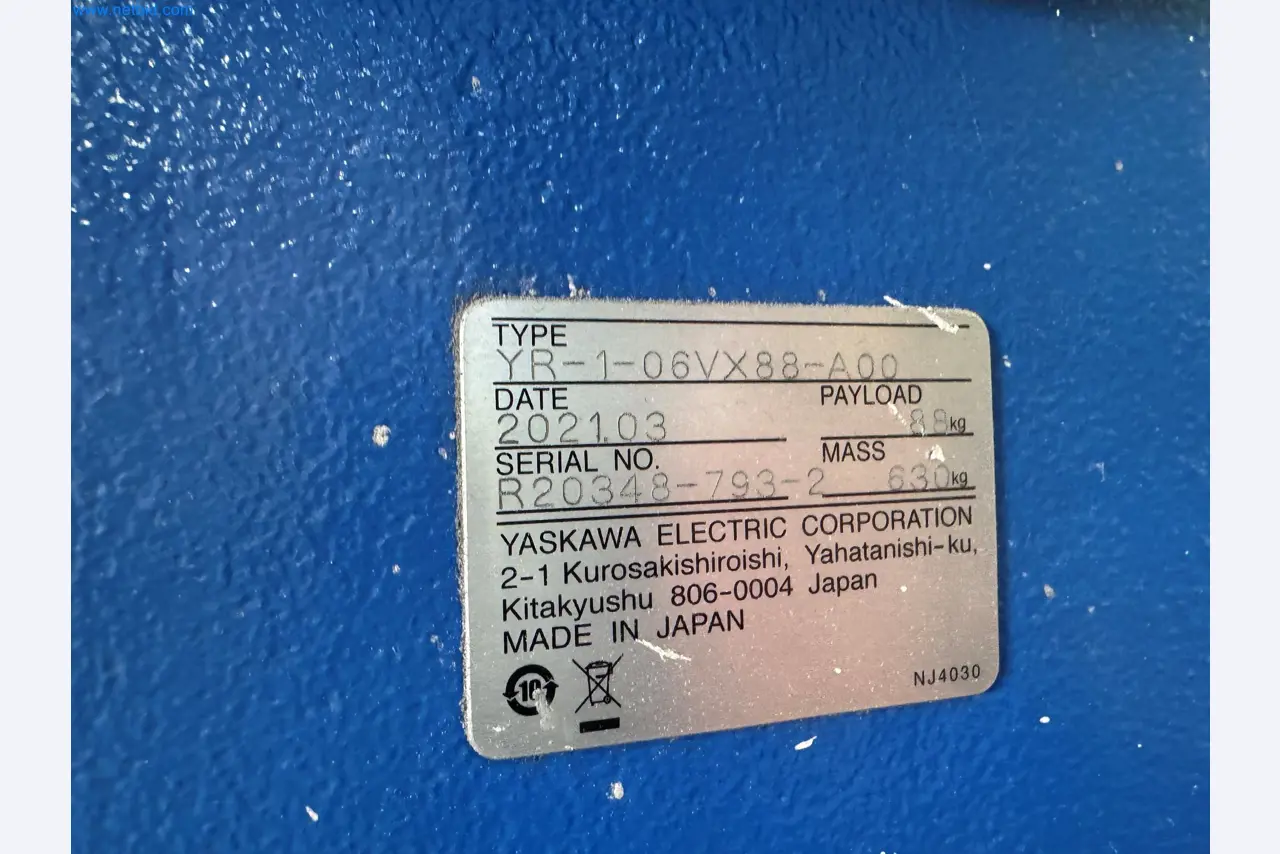 TYPE
YR-1-06VX88-A00
DATE PAYLOAD
2021.03 88kg
SERIAL NO. MASS
R20348-793-2 630kg
YASKAWA ELECTRIC CORPORATION
2-1 Kurosakishiroishi, Yahatanishi-ku,
Kitakyushu 806-0004 Japan
MADE IN JAPAN
10
NJ4030